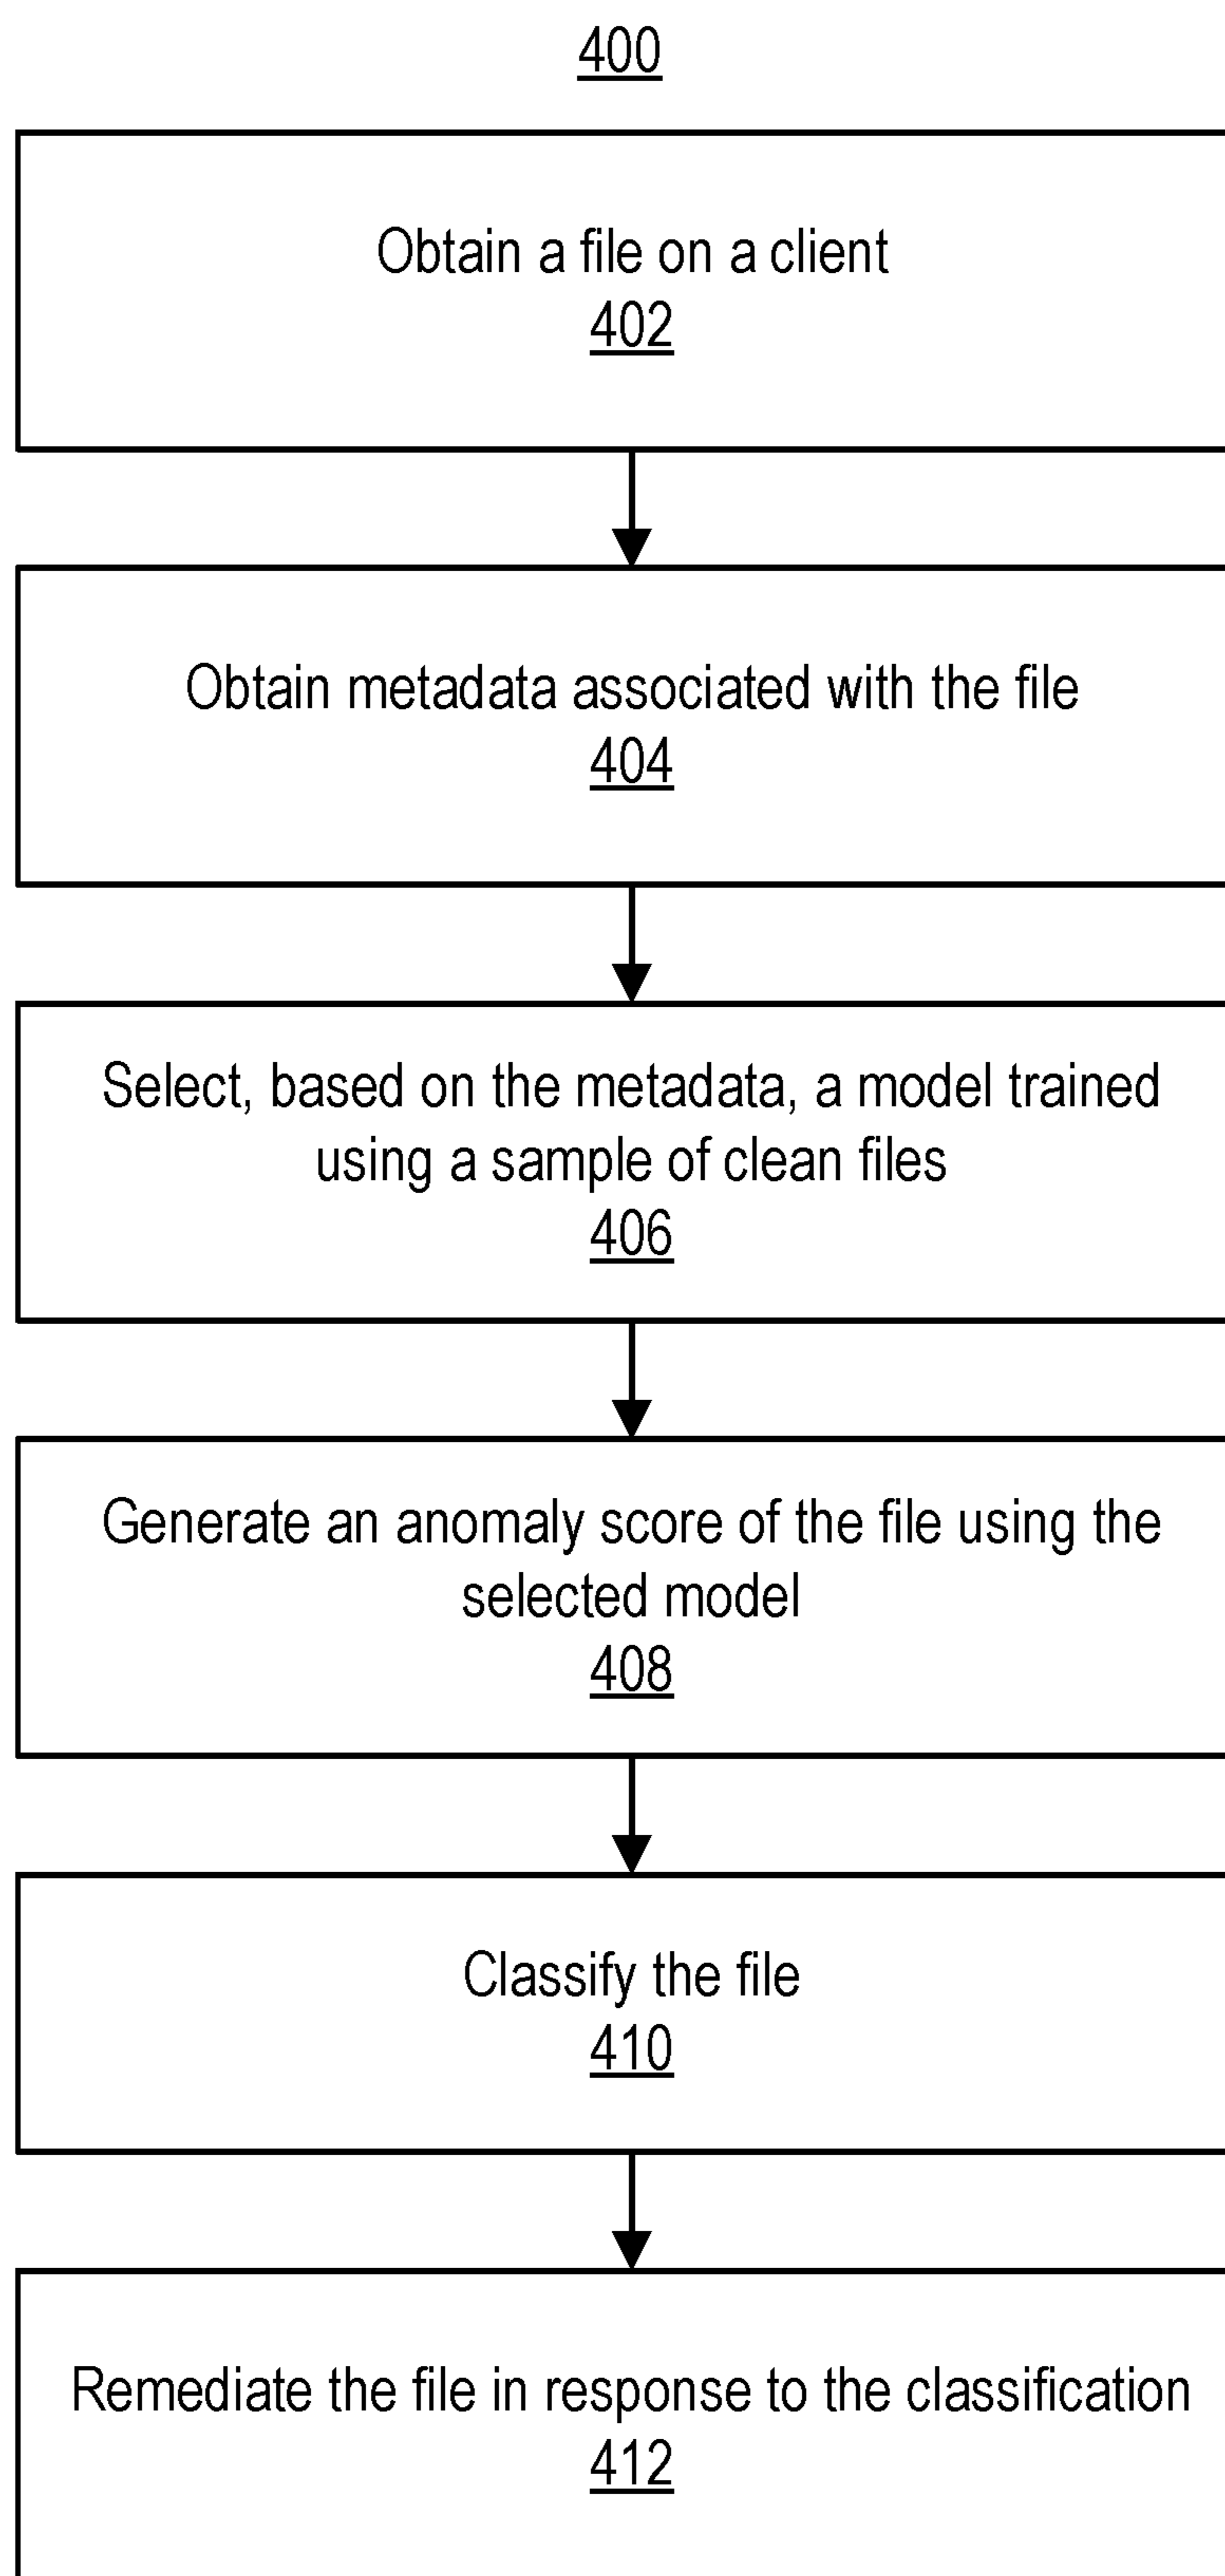 400
Obtain a file on a client
402
Obtain metadata associated with the file
404
Select, based on the metadata, a model trained
using a sample of clean files
406
Generate an anomaly score of the file using the
selected model
408
Classify the file
410
Remediate the file in response to the classification
412